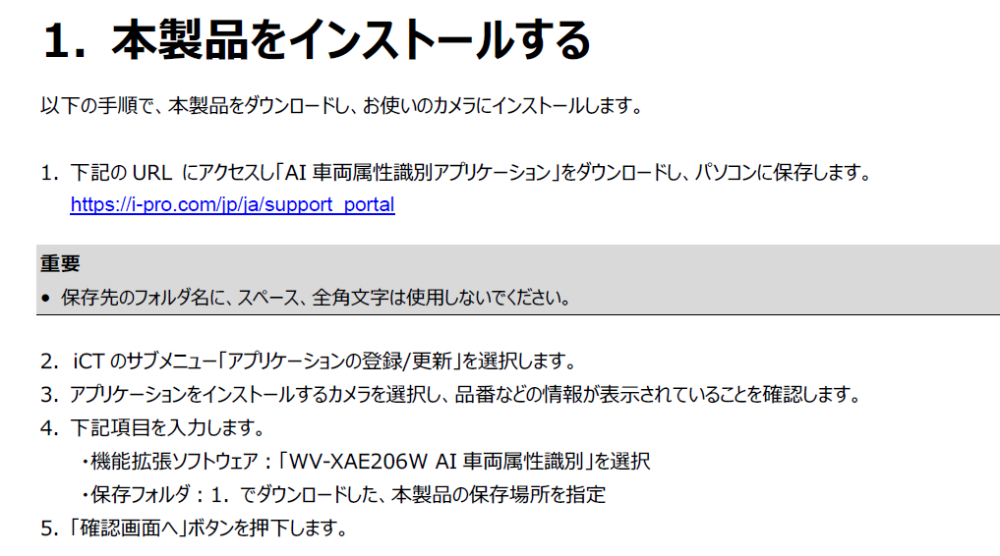 1. 本製品をインストールする
以下の手順で、本製品をダウンロードし、お使いのカメラにインストールします。
1. 下記の URL にアクセスし「AI 車両属性識別アプリケーション」をダウンロードし、パソコンに保存します。
https://i-pro.com/jp/ja/support_portal
重要
● 保存先のフォルダ名に、スペース、全角文字は使用しないでください。
2. iCT のサブメニュー「アプリケーションの登録/更新」を選択します。
3. アプリケーションをインストールするカメラを選択し、品番などの情報が表示されていることを確認します。
4. 下記項目を入力します。
・機能拡張ソフトウェア：「WV-XAE206W AI 車両属性識別」を選択
・保存フォルダ：1. でダウンロードした、本製品の保存場所を指定
5. 「確認画面へ」ボタンを押下します。